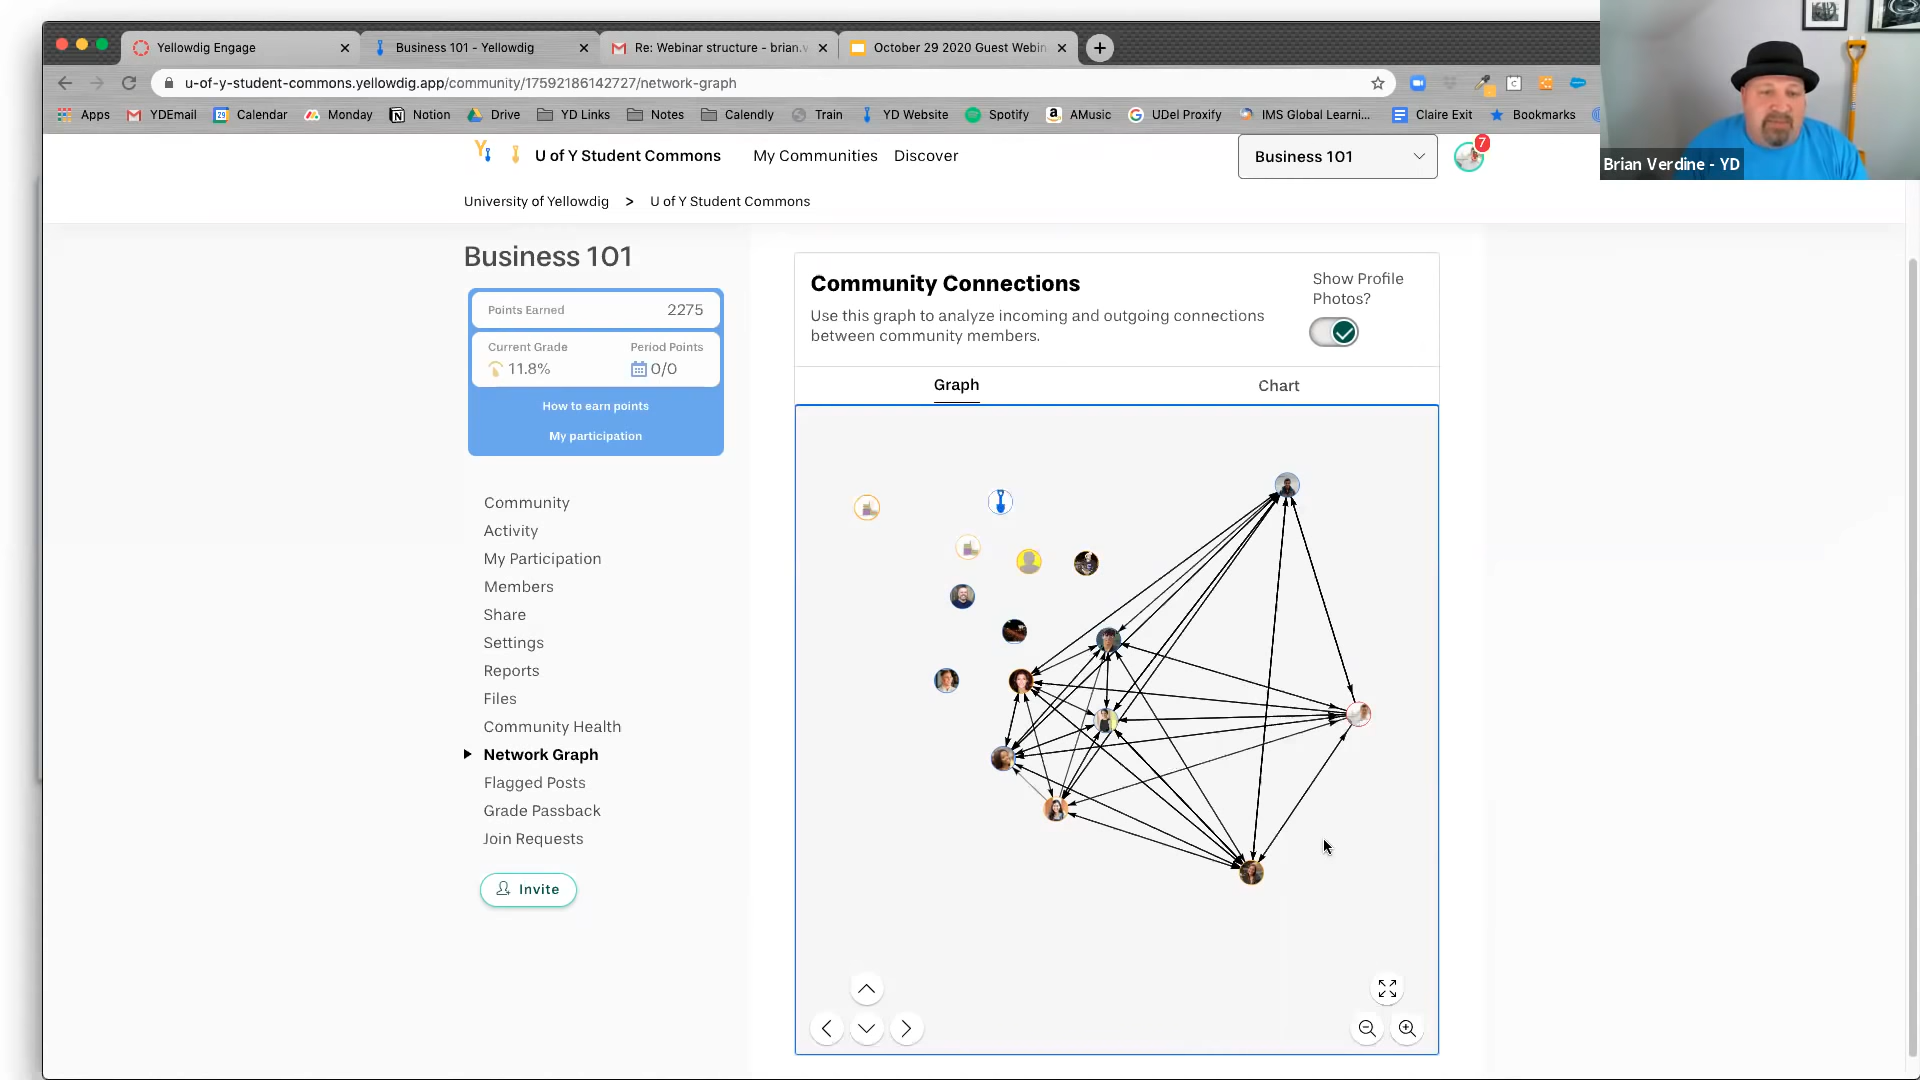 Yellowdig Engage
Business 101 - Yellowdig
Re: Webinar structure - brian.v
October 29 2020 Guest Webin
u-of-y-student-commons.yellowdig.app/community/17592186142727/network-graph
Apps YDEmail Calendar Monday Notion Drive YD Links Notes Calendly Train YD Website Spotify AMusic UDel Proxify IMS Global Learni... Claire Exit Bookmarks
Brian Verdine - YD
U of Y Student Commons My Communities Discover Business 101 7
University of Yellowdig > U of Y Student Commons
Business 101
Points Earned 2275
Current Grade Period Points
11.8% 0/0
How to earn points
My participation
Community
Activity
My Participation
Members
Share
Settings
Reports
Files
Community Health
Network Graph
Flagged Posts
Grade Passback
Join Requests
Invite
Community Connections
Use this graph to analyze incoming and outgoing connections
between community members.
Show Profile
Photos?
Graph Chart